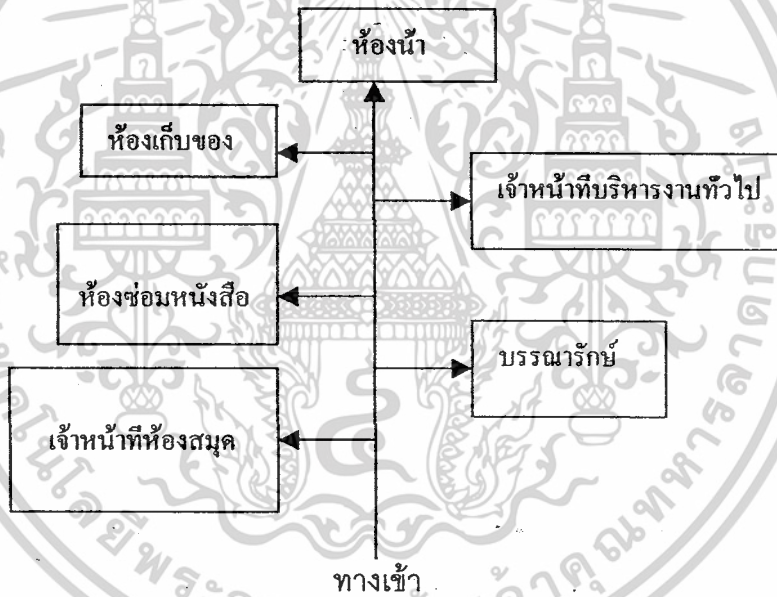 ห้องน้ำ
ห้องเก็บของ
เจ้าหน้าที่บริหารงานทั่วไป
ห้องซ่อมหนังสือ
บรรณารักษ์
เจ้าหน้าที่ห้องสมุด
ทางเข้า